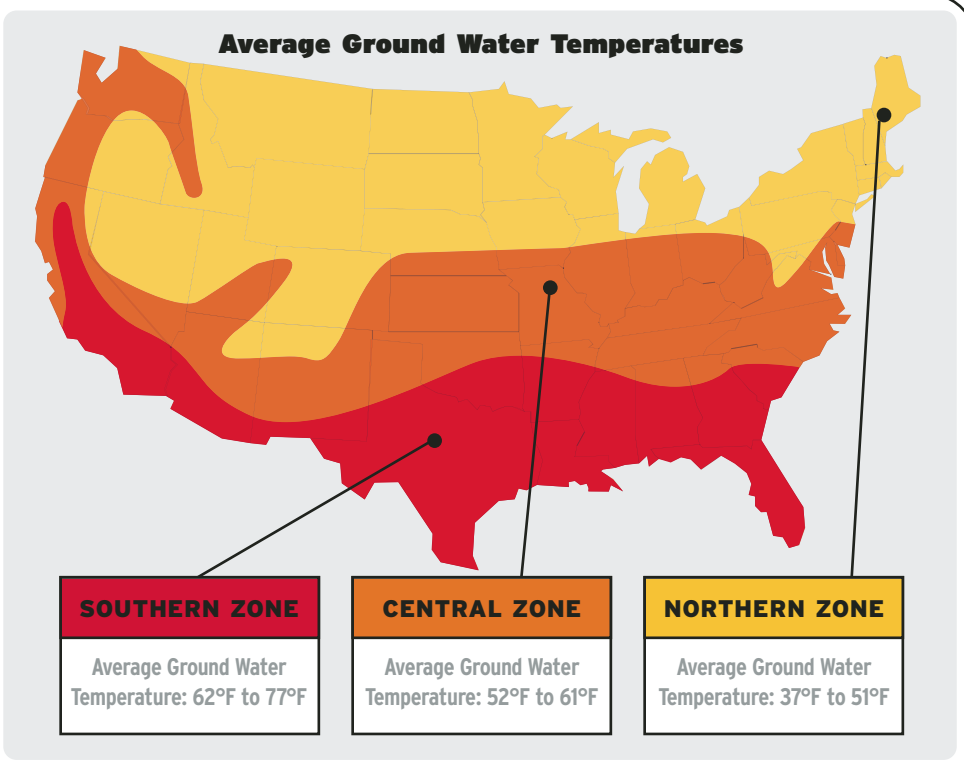 Average Ground Water Temperatures
SOUTHERN ZONE
Average Ground Water
Temperature: 62°F to 77°F
CENTRAL ZONE
Average Ground Water
Temperature: 52°F to 61°F
NORTHERN ZONE
Average Ground Water
Temperature: 37°F to 51°F